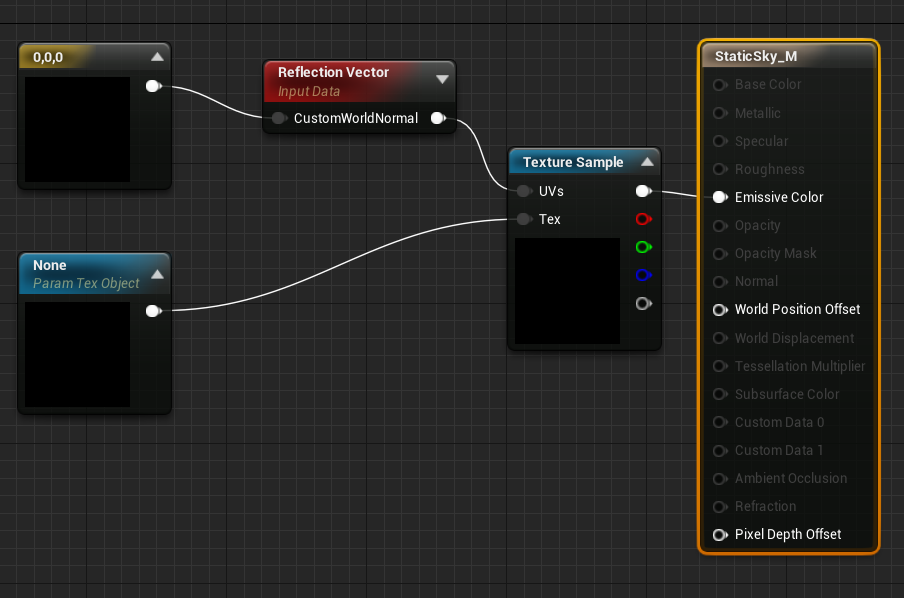 0,0,0
Reflection Vector
Input Data
CustomWorldNormal
None
Param Tex Object
Texture Sample
UVs
Tex
StaticSky_M
Base Color
Metallic
Specular
Roughness
Emissive Color
Opacity
Opacity Mask
Normal
World Position Offset
World Displacement
Tessellation Multiplier
Subsurface Color
Custom Data 0
Custom Data 1
Ambient Occlusion
Refraction
Pixel Depth Offset